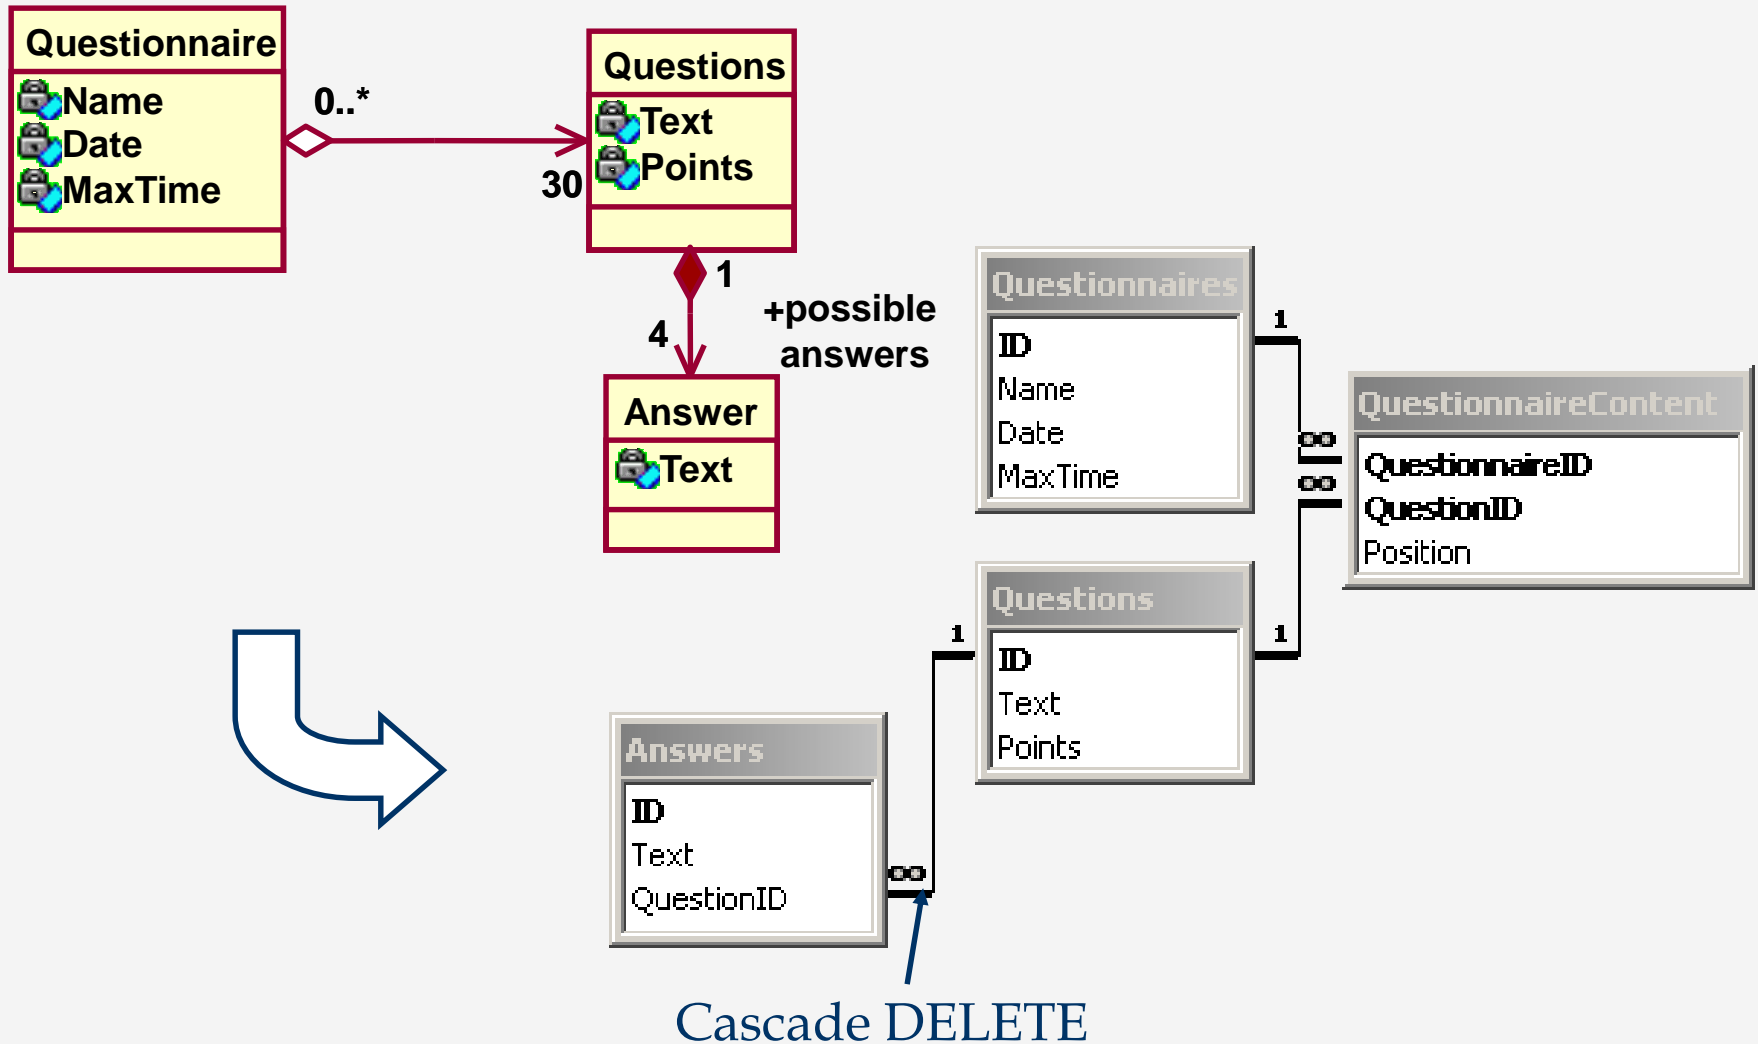 Questionnaire
Name
Date
MaxTime
0..*
30
Questions
Text
Points
1
4
+possible
answers
Answer
Text
Questionnaires
ID
Name
Date
MaxTime
1
∞
∞
QuestionnaireContent
QuestionnaireID
QuestionID
Position
Questions
ID
Text
Points
1
1
Answers
ID
Text
QuestionID
∞
Cascade DELETE